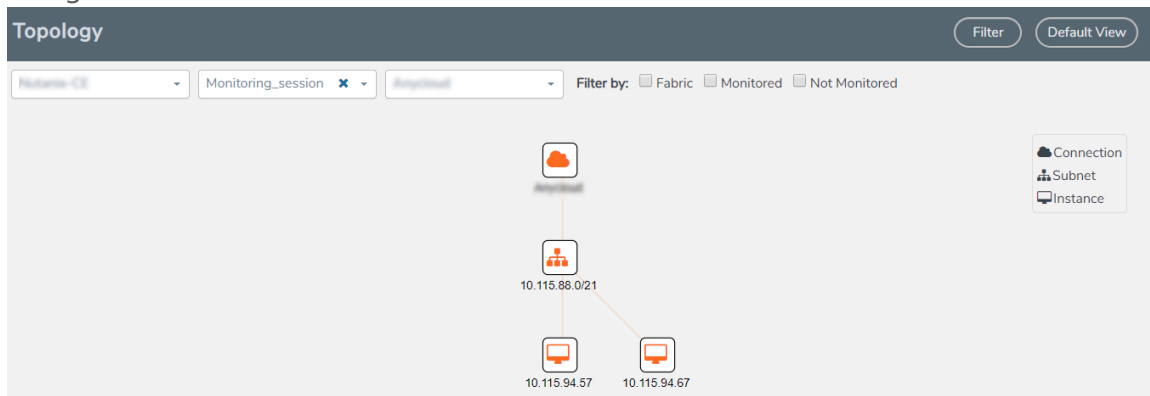 Topology
Filter
Default View
Monitoring_session
Filter by: Fabric Monitored Not Monitored
Connection
Subnet
Instance
10.115.88.0/21
10.115.94.57
10.115.94.67